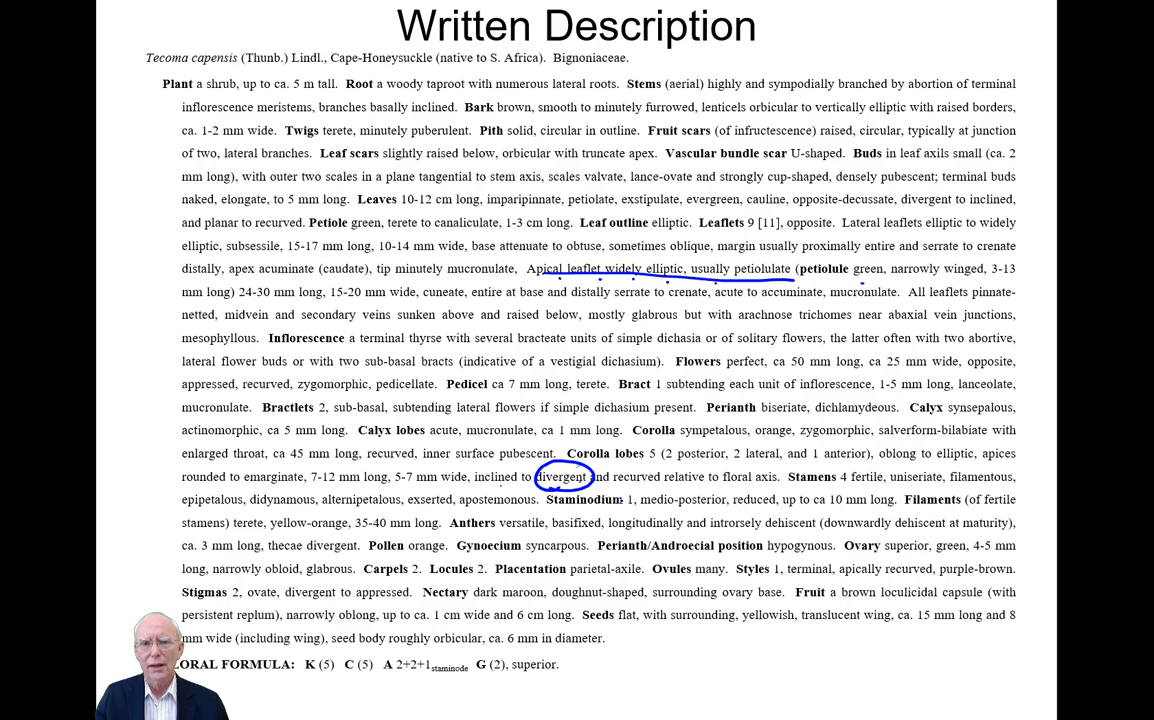 Written Description
Tecoma capensis (Thunb.) Lindl., Cape-Honeysuckle (native to S. Africa). Bignoniaceae.
Plant a shrub, up to ca. 5 m tall. Root a woody taproot with numerous lateral roots. Stems (aerial) highly and sympodially branched by abortion of terminal
inflorescence meristems, branches basally inclined. Bark brown, smooth to minutely furrowed, lenticels orbicular to vertically elliptic with raised borders,
ca. 1-2 mm wide. Twigs terete, minutely puberulent. Pith solid, circular in outline. Fruit scars (of infructescence) raised, circular, typically at junction
of two, lateral branches. Leaf scars slightly raised below, orbicular with truncate apex. Vascular bundle scar U-shaped. Buds in leaf axils small (ca. 2
mm long), with outer two scales in a plane tangential to stem axis, scales valvate, lance-ovate and strongly cup-shaped, densely pubescent; terminal buds
naked, elongate, to 5 mm long. Leaves 10-12 cm long, imparipinnate, petiolate, exstipulate, evergreen, cauline, opposite-decussate, divergent to inclined,
and planar to recurved. Petiole green, terete to canaliculate, 1-3 cm long. Leaf outline elliptic. Leaflets 9 [11], opposite. Lateral leaflets elliptic to widely
elliptic, subsessile, 15-17 mm long, 10-14 mm wide, base attenuate to obtuse, sometimes oblique, margin usually proximally entire and serrate to crenate
distally, apex acuminate (caudate), tip minutely mucronulate, Apical leaflet widely elliptic, usually petiolulate (petiolule green, narrowly winged, 3-13
mm long) 24-30 mm long, 15-20 mm wide, cuneate, entire at base and distally serrate to crenate, acute to accuminate, mucronulate. All leaflets pinnate-
netted, midvein and secondary veins sunken above and raised below, mostly glabrous but with arachnose trichomes near abaxial vein junctions,
mesophyllous. Inflorescence a terminal thyrse with several bracteate units of simple dichasia or of solitary flowers, the latter often with two abortive,
lateral flower buds or with two sub-basal bracts (indicative of a vestigial dichasium). Flowers perfect, ca 50 mm long, ca 25 mm wide, opposite,
appressed, recurved, zygomorphic, pedicellate. Pedicel ca 7 mm long, terete. Bract 1 subtending each unit of inflorescence, 1-5 mm long, lanceolate,
mucronulate. Bractlets 2, sub-basal, subtending lateral flowers if simple dichasium present. Perianth biseriate, dichlamydeous. Calyx synsepalous,
actinomorphic, ca 5 mm long. Calyx lobes acute, mucronulate, ca 1 mm long. Corolla sympetalous, orange, zygomorphic, salverform-bilabiate with
enlarged throat, ca 45 mm long, recurved, inner surface pubescent. Corolla lobes 5 (2 posterior, 2 lateral, and 1 anterior), oblong to elliptic, apices
rounded to emarginate, 7-12 mm long, 5-7 mm wide, inclined to divergent and recurved relative to floral axis. Stamens 4 fertile, uniseriate, filamentous,
epipetalous, didynamous, alternipetalous, exserted, apostemonous. Staminodium 1, medio-posterior, reduced, up to ca 10 mm long. Filaments (of fertile
stamens) terete, yellow-orange, 35-40 mm long. Anthers versatile, basifixed, longitudinally and introrsely dehiscent (downwardly dehiscent at maturity),
ca. 3 mm long, thecae divergent. Pollen orange. Gynoecium syncarpous. Perianth/Androecial position hypogynous. Ovary superior, green, 4-5 mm
long, narrowly obloid, glabrous. Carpels 2. Locules 2. Placentation parietal-axile. Ovules many. Styles 1, terminal, apically recurved, purple-brown.
Stigmas 2, ovate, divergent to appressed. Nectary dark maroon, doughnut-shaped, surrounding ovary base. Fruit a brown loculicidal capsule (with
persistent replum), narrowly oblong, up to ca. 1 cm wide and 6 cm long. Seeds flat, with surrounding, yellowish, translucent wing, ca. 15 mm long and 8
mm wide (including wing), seed body roughly orbicular, ca. 6 mm in diameter.
ORAL FORMULA: K (5) C (5) A 2+2+1staminode G (2), superior.